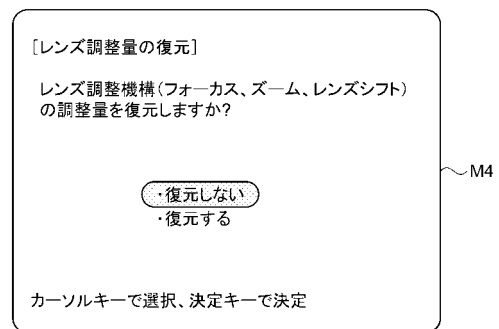 [レンズ調整量の復元]
レンズ調整機構(フォーカス、ズーム、レンズシフト)
の調整量を復元しますか?
・復元しない
・復元する
カーソルキーで選択、決定キーで決定
M4